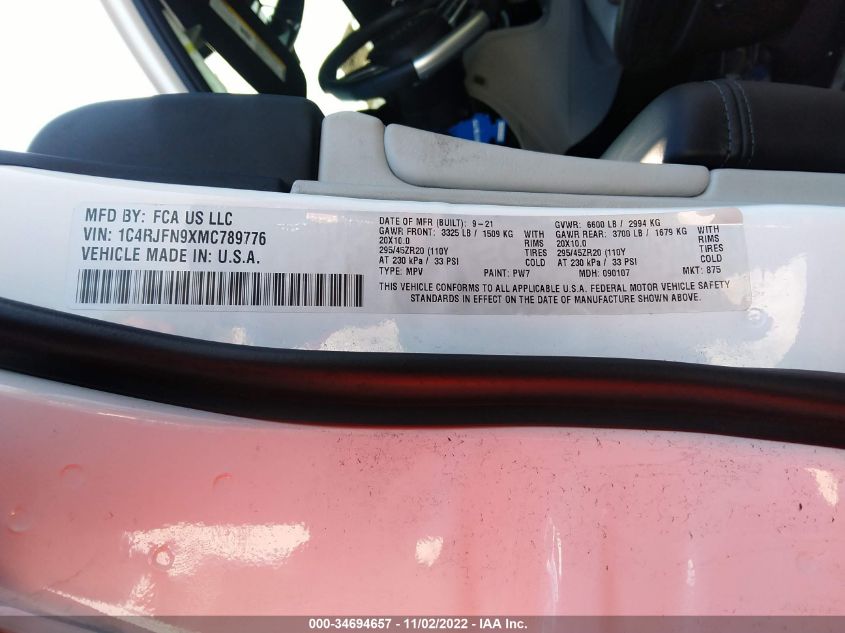 MFD BY: FCA US LLC
VIN: 1C4RJFN9XMC789776
VEHICLE MADE IN: U.S.A.
DATE OF MFR (BUILT): 9-21
GAWR FRONT: 3325 LB / 1509 KG WITH
20X10.0 RIMS
295/45ZR20 (110Y TIRES
AT 230 kPa / 33 PSI COLD
TYPE: MPV PAINT: PW7
GVWR: 6600 LB / 2994 KG
GAWR REAR: 3700 LB / 1679 KG WITH
20X10.0 RIMS
295/45ZR20 (110Y TIRES
AT 230 kPa / 33 PSI COLD
MDH: 090107 MKT: 875
THIS VEHICLE CONFORMS TO ALL APPLICABLE U.S.A. FEDERAL MOTOR VEHICLE SAFETY
STANDARDS IN EFFECT ON THE DATE OF MANUFACTURE SHOWN ABOVE.
000-34694657 - 11/02/2022 - IAA Inc.